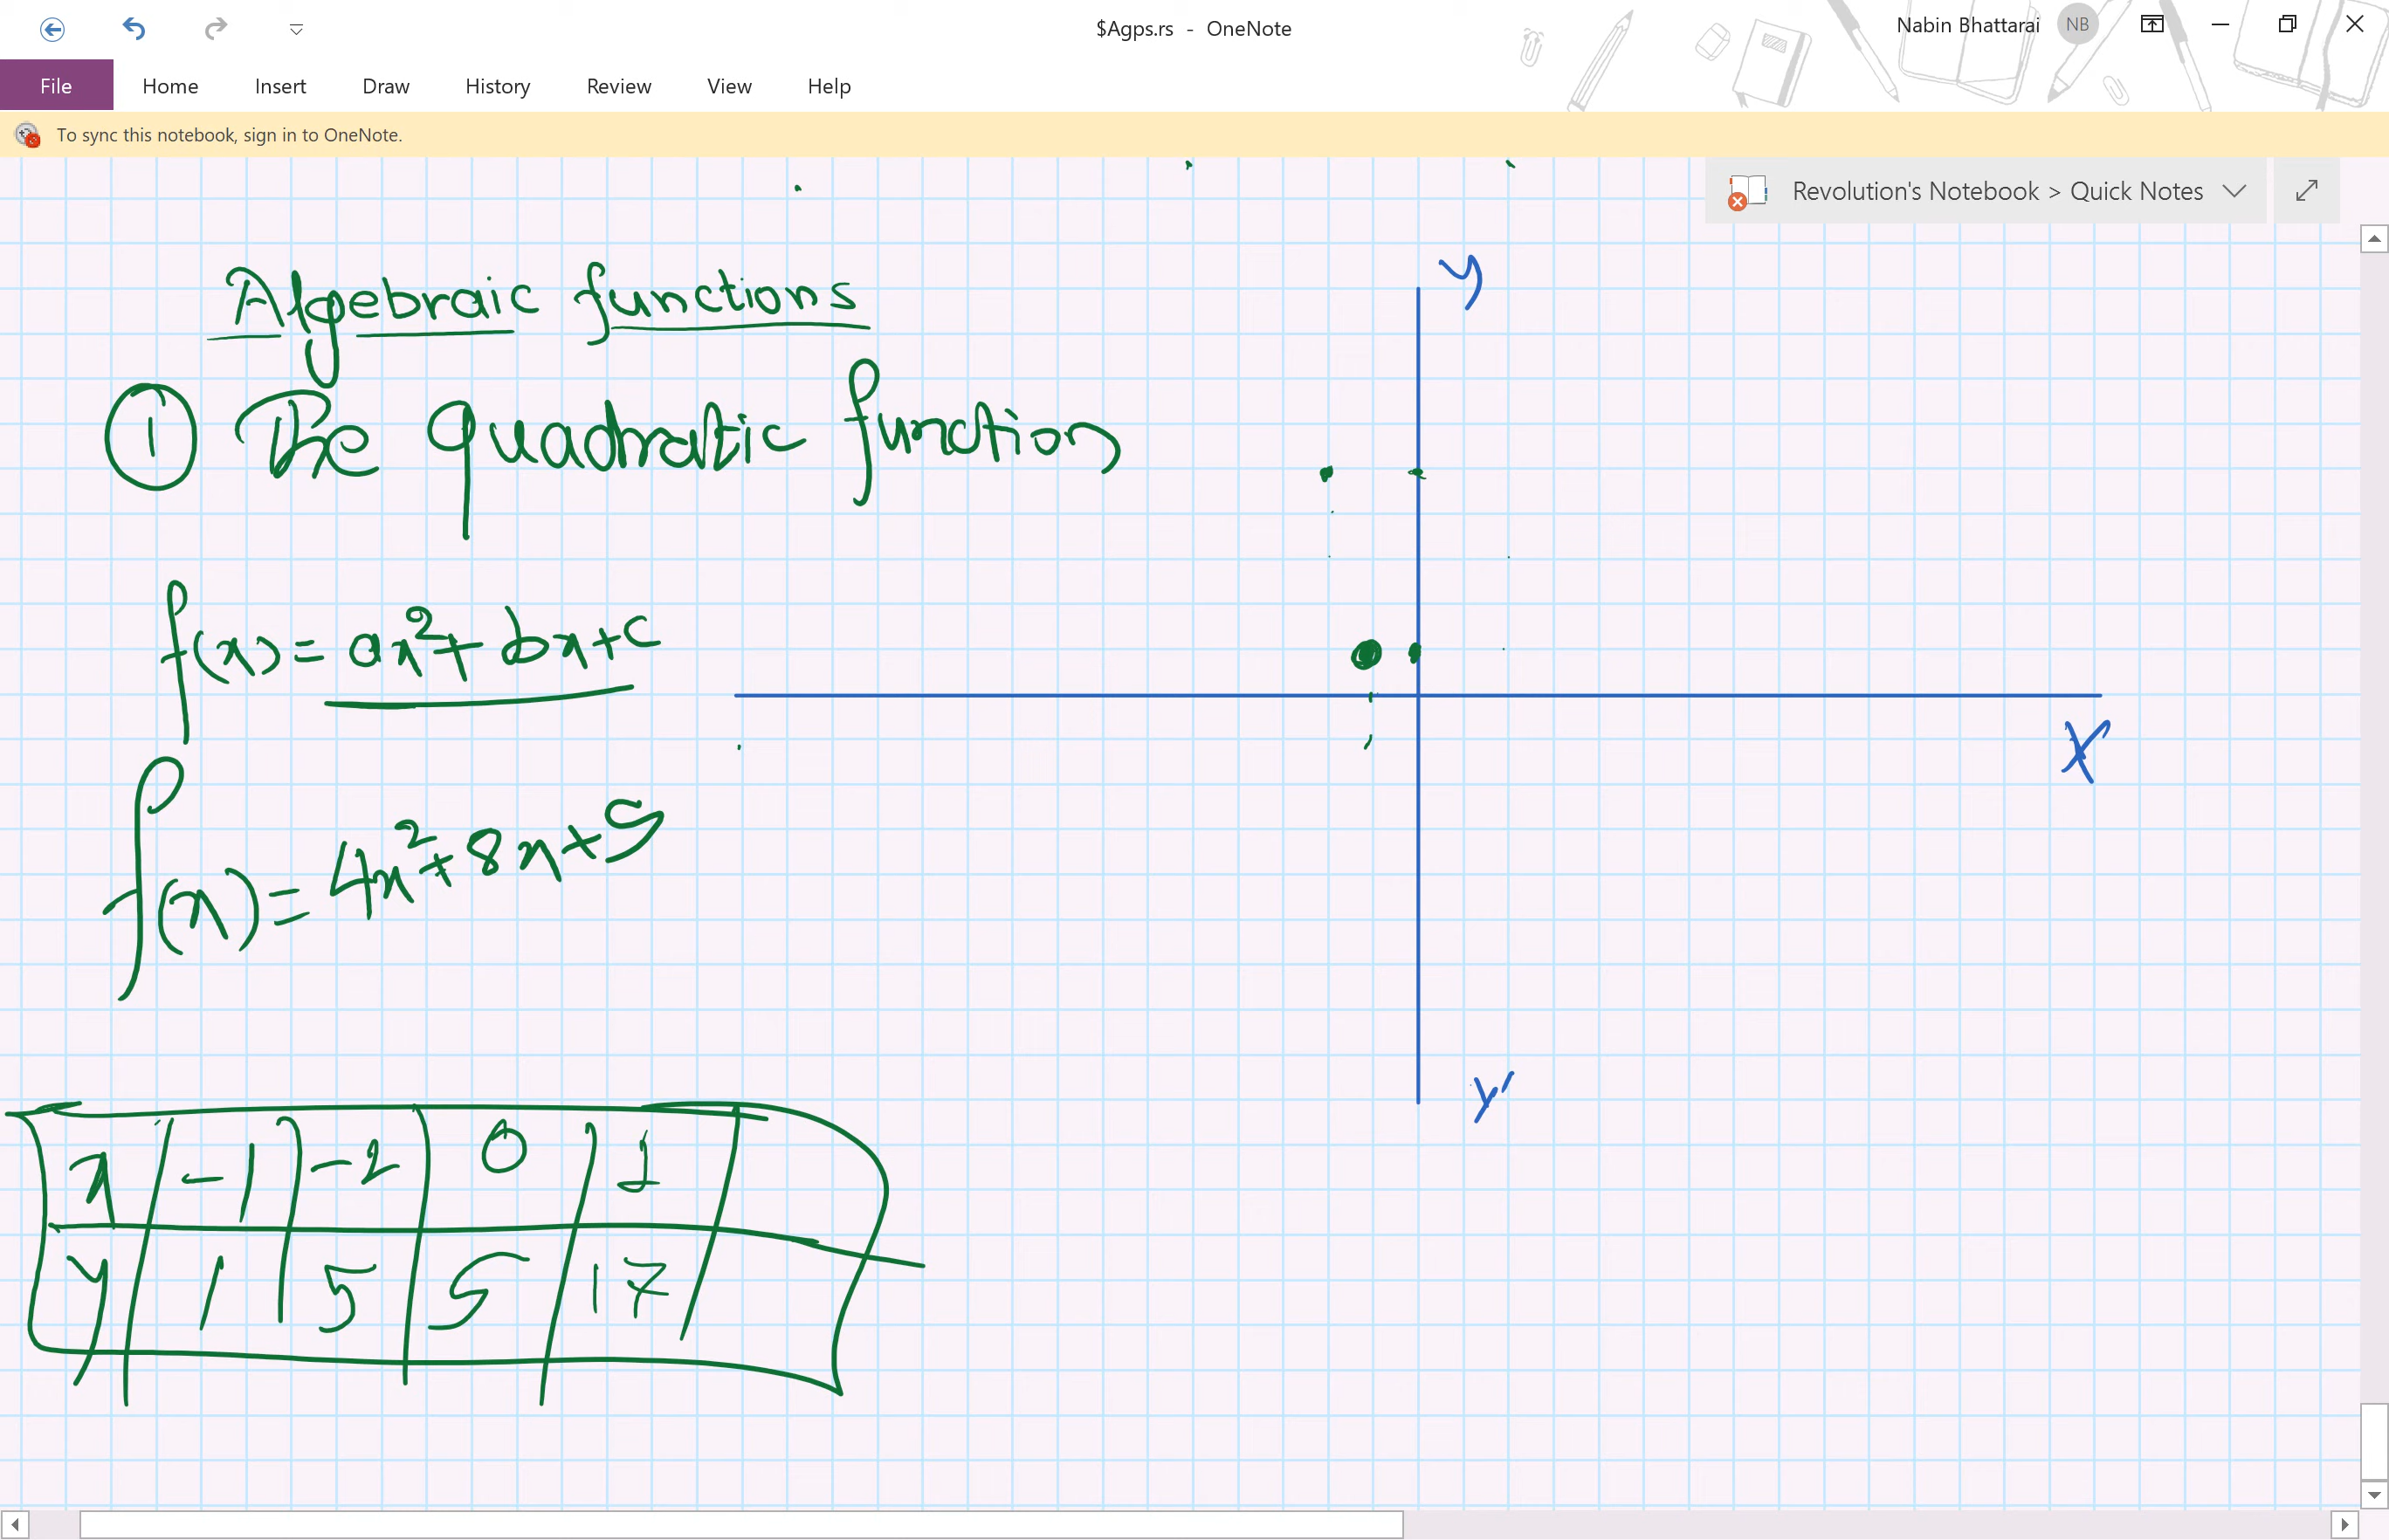 $Agps.rs - OneNote
Nabin Bhattarai NB
File Home Insert Draw History Review View Help
To sync this notebook, sign in to OneNote.
Revolution's Notebook > Quick Notes
Algebraic functions
① The quadratic function
f(x) = ax²+ bx+c
f(x) = 4x²+8x+5
x -1 -2 0 1
y 1 5 5 17
y
X
y'